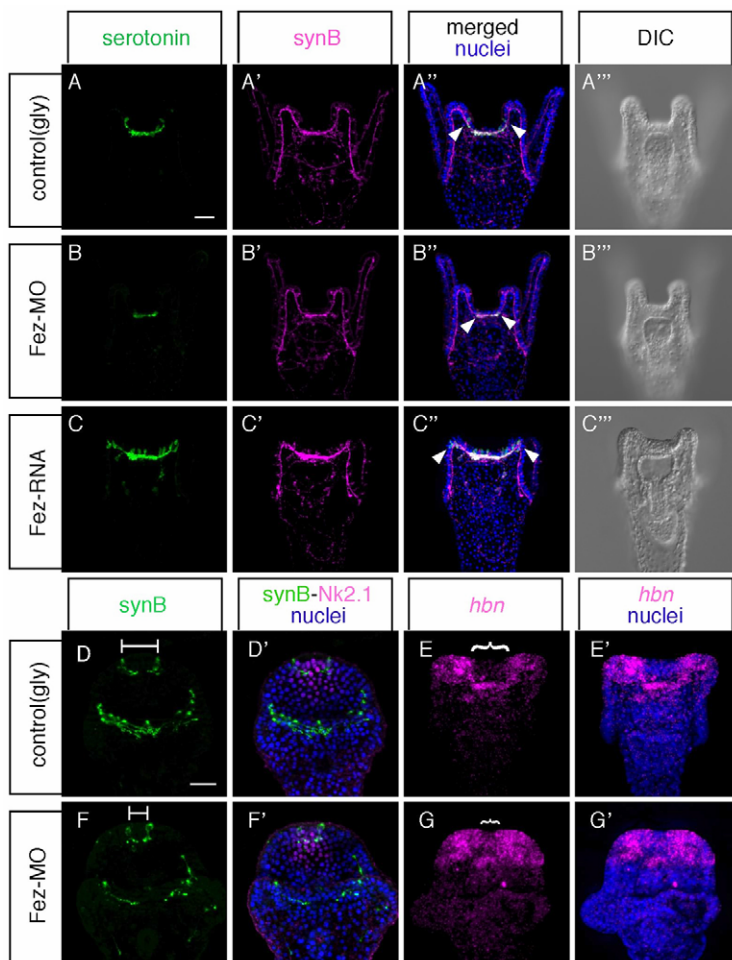 serotonin synB merged nuclei DIC
control(gly) A A' A'' A'''
Fez-MO B B' B'' B'''
Fez-RNA C C' C'' C'''
synB synB-Nk2.1 nuclei hbn hbn nuclei
control(gly) D D' E E'
Fez-MO F F' G G'